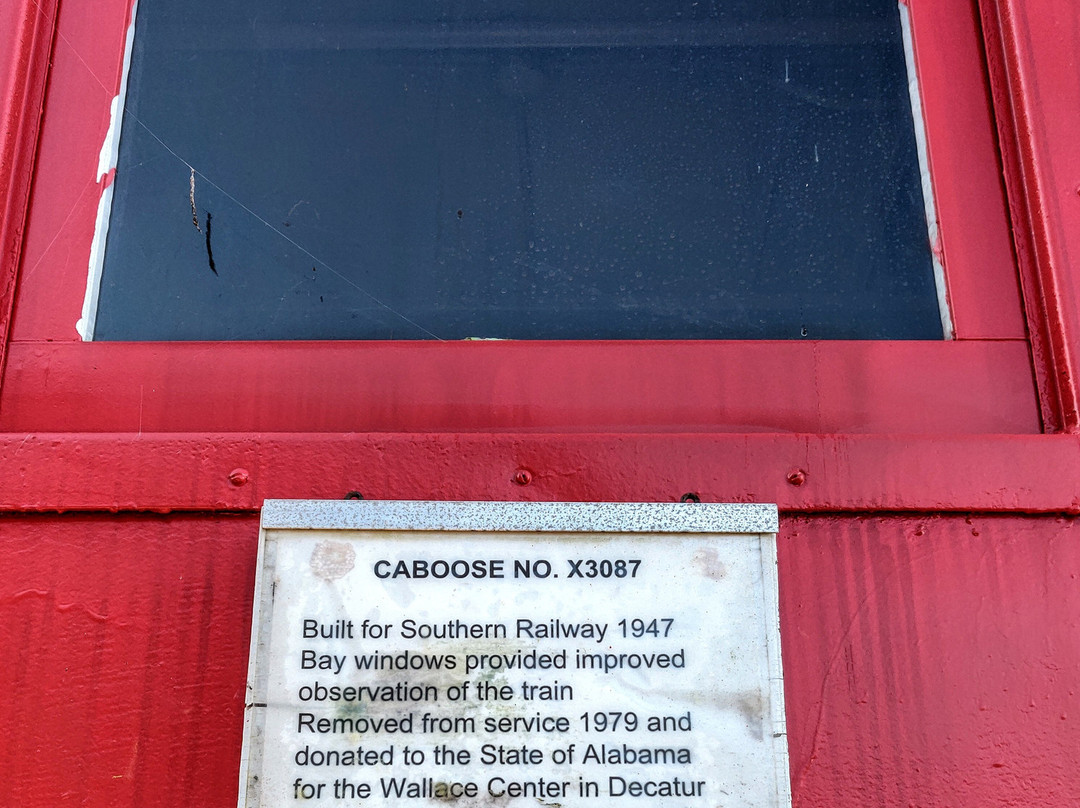 CABOOSE NO. X3087
Built for Southern Railway 1947
Bay windows provided improved
observation of the train
Removed from service 1979 and
donated to the State of Alabama
for the Wallace Center in Decatur